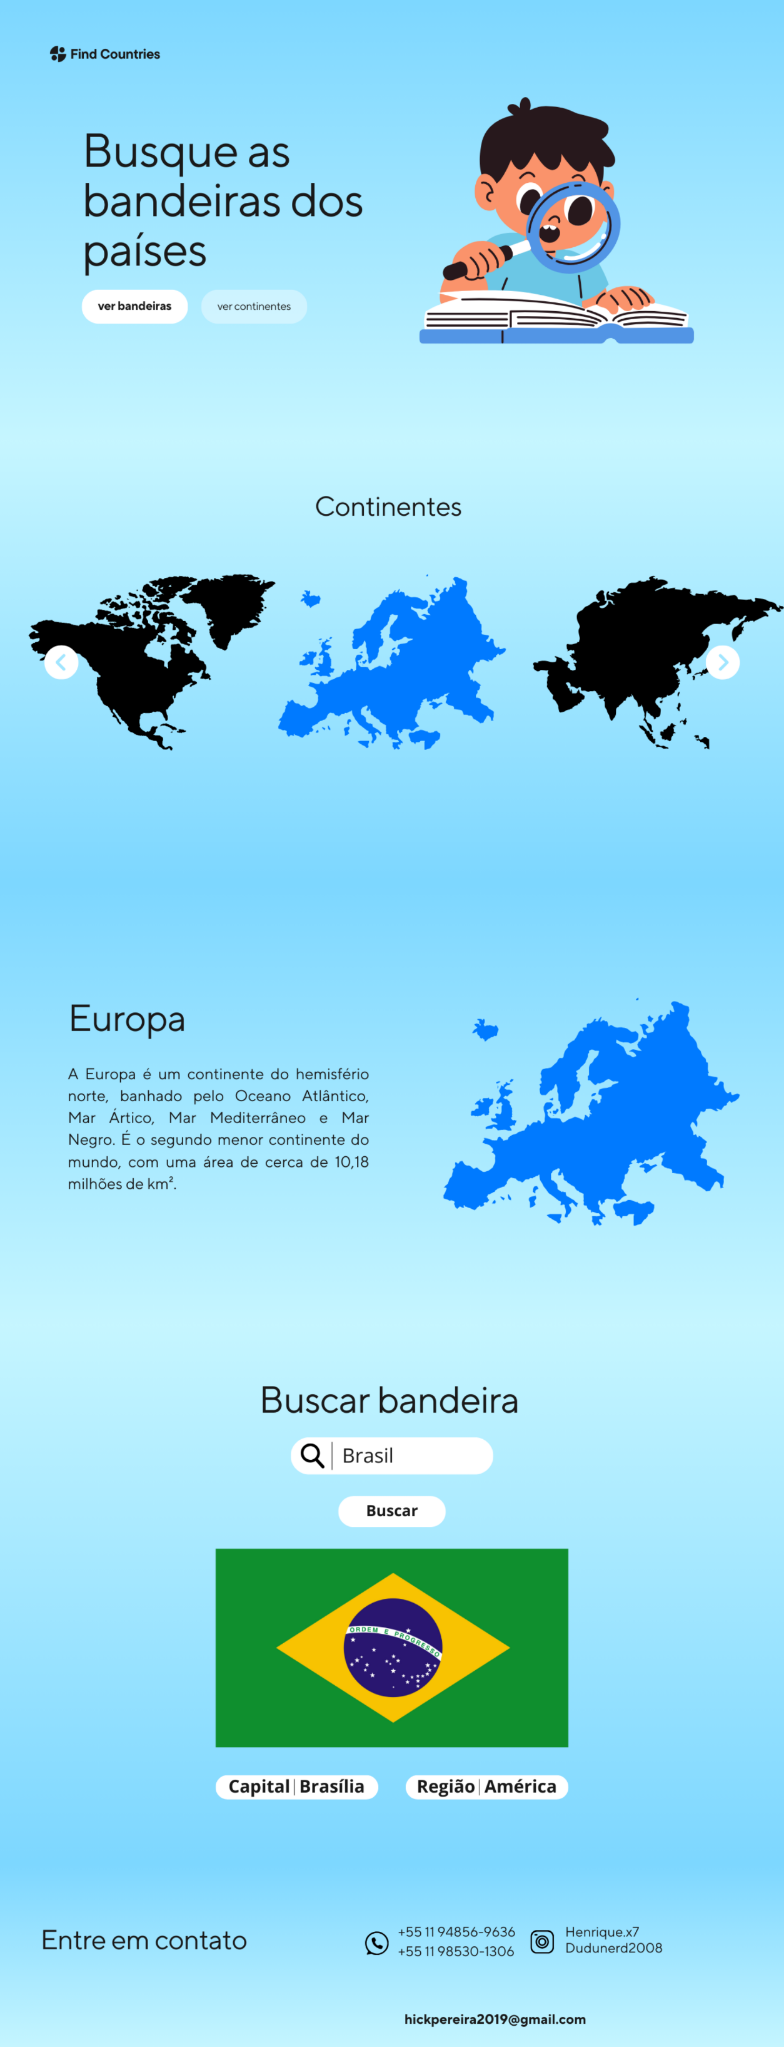 Find Countries
Busque as
bandeiras dos
países
ver bandeiras
ver continentes
Continentes
Europa
A Europa é um continente do hemisfério
norte, banhado pelo Oceano Atlântico,
Mar Ártico, Mar Mediterrâneo e Mar
Negro. É o segundo menor continente do
mundo, com uma área de cerca de 10,18
milhões de km².
Buscar bandeira
Brasil
Buscar
ORDEM E PROGRESSO
Capital|Brasília
Região|América
Entre em contato
+55 11 94856-9636
+55 11 98530-1306
Henrique.x7
Dudunerd2008
hickpereira2019@gmail.com